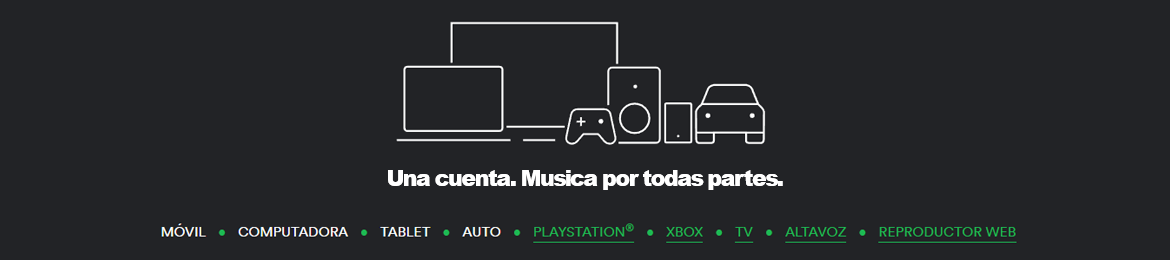 Una cuenta. Musica por todas partes.
MÓVIL • COMPUTADORA • TABLET • AUTO • PLAYSTATION® • XBOX • TV • ALTAVOZ • REPRODUCTOR WEB